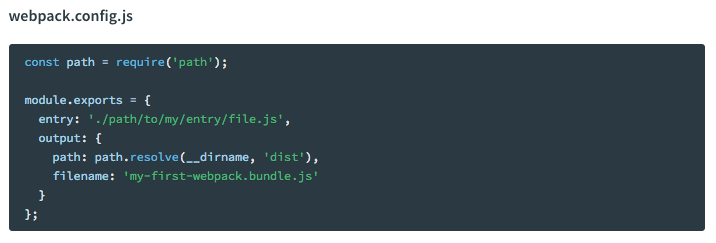 webpack.config.js
const path = require('path');
module.exports = {
  entry: './path/to/my/entry/file.js',
  output: {
    path: path.resolve(__dirname, 'dist'),
    filename: 'my-first-webpack.bundle.js'
  }
};